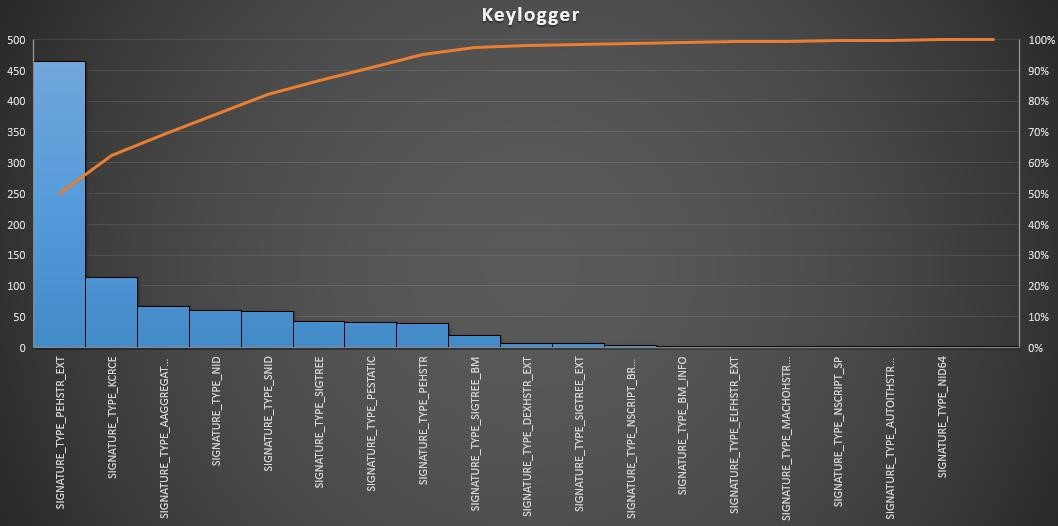 Keylogger
500
450
400
350
300
250
200
150
100
50
0
100%
90%
80%
70%
60%
50%
40%
30%
20%
10%
0%
SIGNATURE_TYPE_PEHSTR_EXT
SIGNATURE_TYPE_KCRCE
SIGNATURE_TYPE_AAGGREGAT...
SIGNATURE_TYPE_NID
SIGNATURE_TYPE_SNID
SIGNATURE_TYPE_SIGTREE
SIGNATURE_TYPE_PESTATIC
SIGNATURE_TYPE_PEHSTR
SIGNATURE_TYPE_SIGTREE_BM
SIGNATURE_TYPE_DEXHSTR_EXT
SIGNATURE_TYPE_SIGTREE_EXT
SIGNATURE_TYPE_NSCRIPT_BR...
SIGNATURE_TYPE_BM_INFO
SIGNATURE_TYPE_ELFHSTR_EXT
SIGNATURE_TYPE_MACHOHSTR...
SIGNATURE_TYPE_NSCRIPT_SP
SIGNATURE_TYPE_AUTOITHSTR...
SIGNATURE_TYPE_NID64